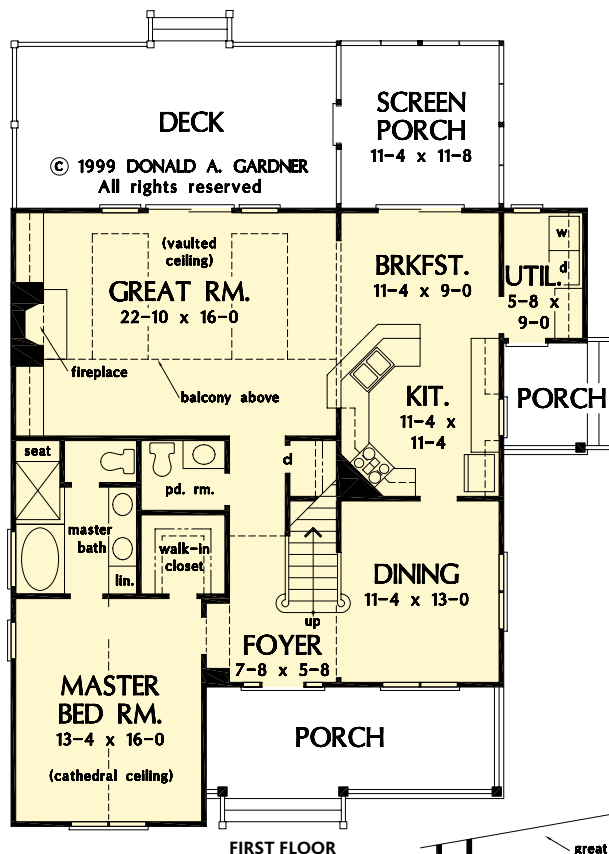 DECK
© 1999 DONALD A. GARDNER
All rights reserved
SCREEN
PORCH
11-4 x 11-8
(vaulted
ceiling)
GREAT RM.
22-10 x 16-0
fireplace
balcony above
BRKFST.
11-4 x 9-0
UTIL.
5-8 x
9-0
w
d
KIT.
11-4 x
11-4
PORCH
seat
pd. rm.
c
master
bath
lin.
walk-in
closet
up
DINING
11-4 x 13-0
FOYER
7-8 x 5-8
MASTER
BED RM.
13-4 x 16-0
(cathedral ceiling)
PORCH
FIRST FLOOR
great